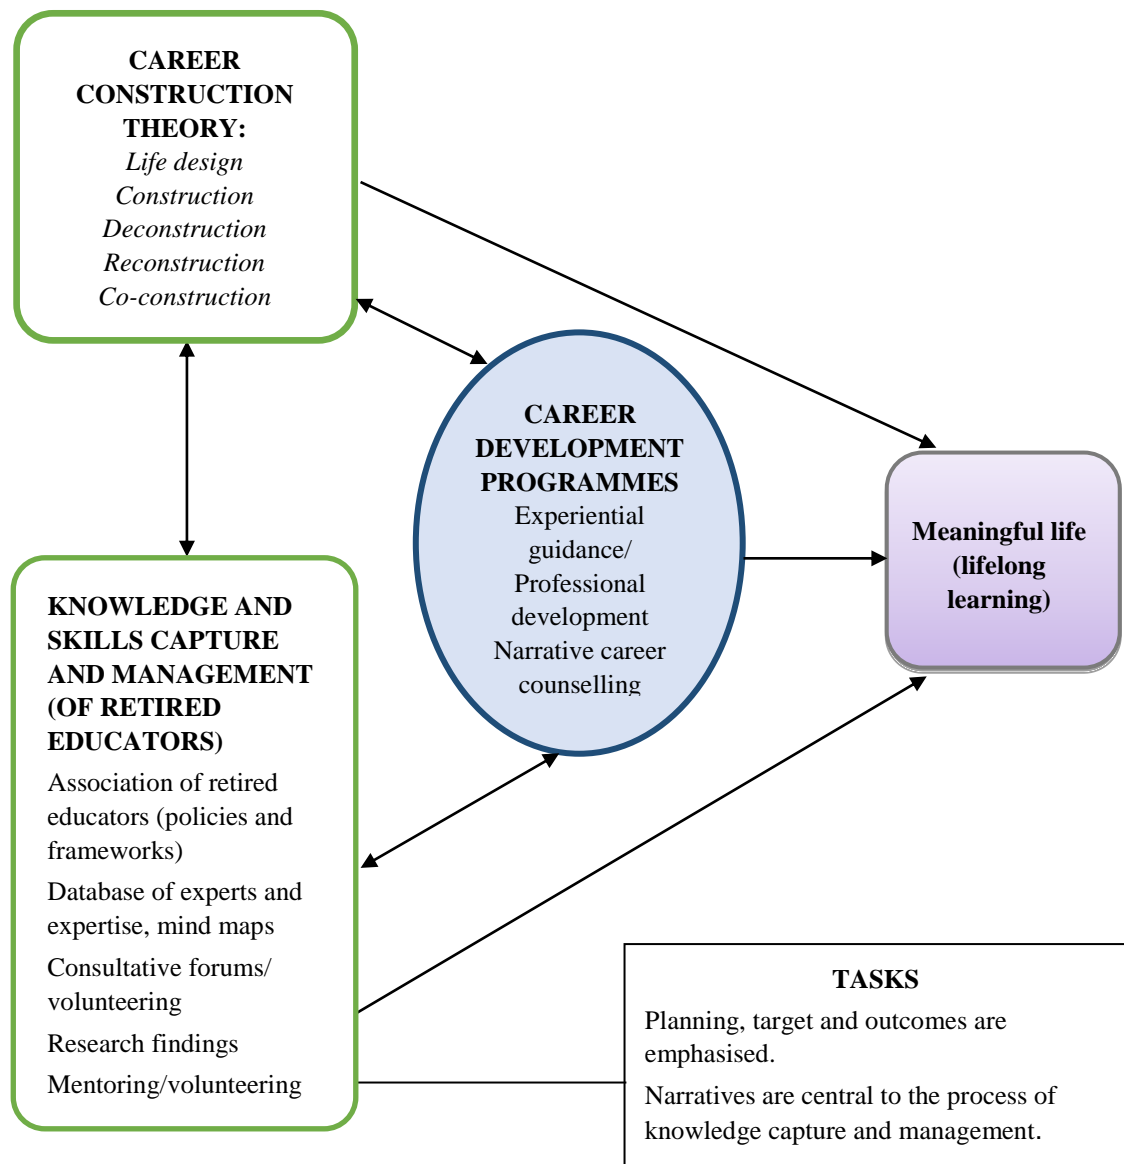 CAREER
CONSTRUCTION
THEORY:
Life design
Construction
Deconstruction
Reconstruction
Co-construction
CAREER
DEVELOPMENT
PROGRAMMES
Experiential
guidance/
Professional
development
Narrative career
counselling
Meaningful life
(lifelong
learning)
KNOWLEDGE AND
SKILLS CAPTURE
AND MANAGEMENT
(OF RETIRED
EDUCATORS)
Association of retired
educators (policies and
frameworks)
Database of experts and
expertise, mind maps
Consultative forums/
volunteering
Research findings
Mentoring/volunteering
TASKS
Planning, target and outcomes are
emphasised.
Narratives are central to the process of
knowledge capture and management.